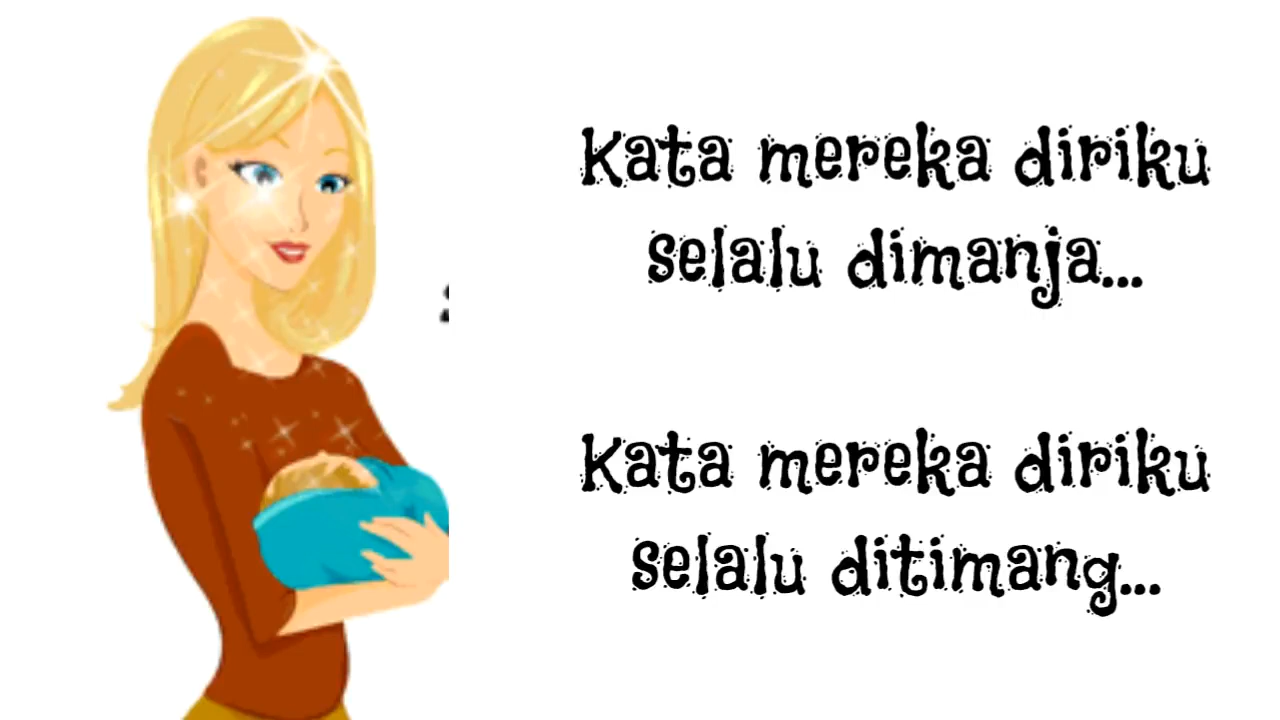 Kata mereka diriku
selalu dimanja...
Kata mereka diriku
selalu ditimang...